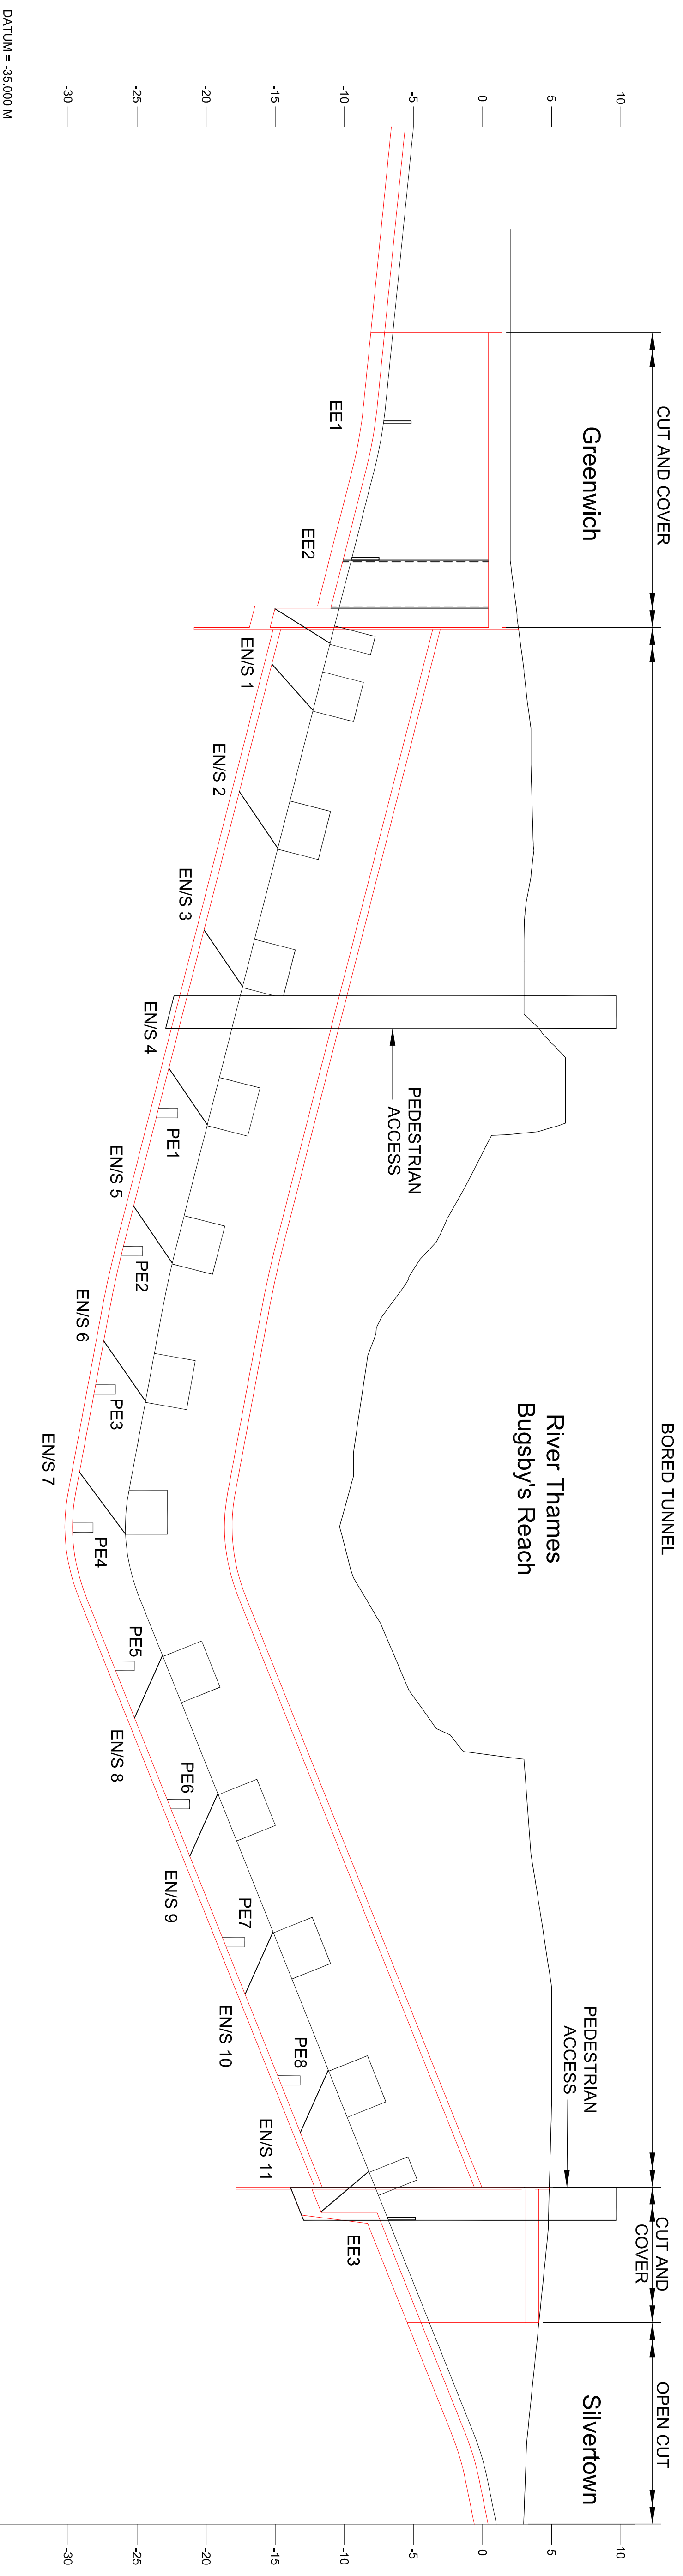 CUT AND COVER
BORED TUNNEL
CUT AND
COVER
OPEN CUT
Greenwich
River Thames
Bugsby's Reach
Silvertown
PEDESTRIAN
ACCESS
PEDESTRIAN
ACCESS
10
5
0
-5
-10
-15
-20
-25
-30
DATUM = -35.000 M
10
5
0
-5
-10
-15
-20
-25
-30
EE1
EE2
EN/S 1
EN/S 2
EN/S 3
EN/S 4
PE1
EN/S 5
PE2
EN/S 6
PE3
EN/S 7
PE4
PE5
EN/S 8
PE6
EN/S 9
PE7
EN/S 10
PE8
EN/S 11
EE3